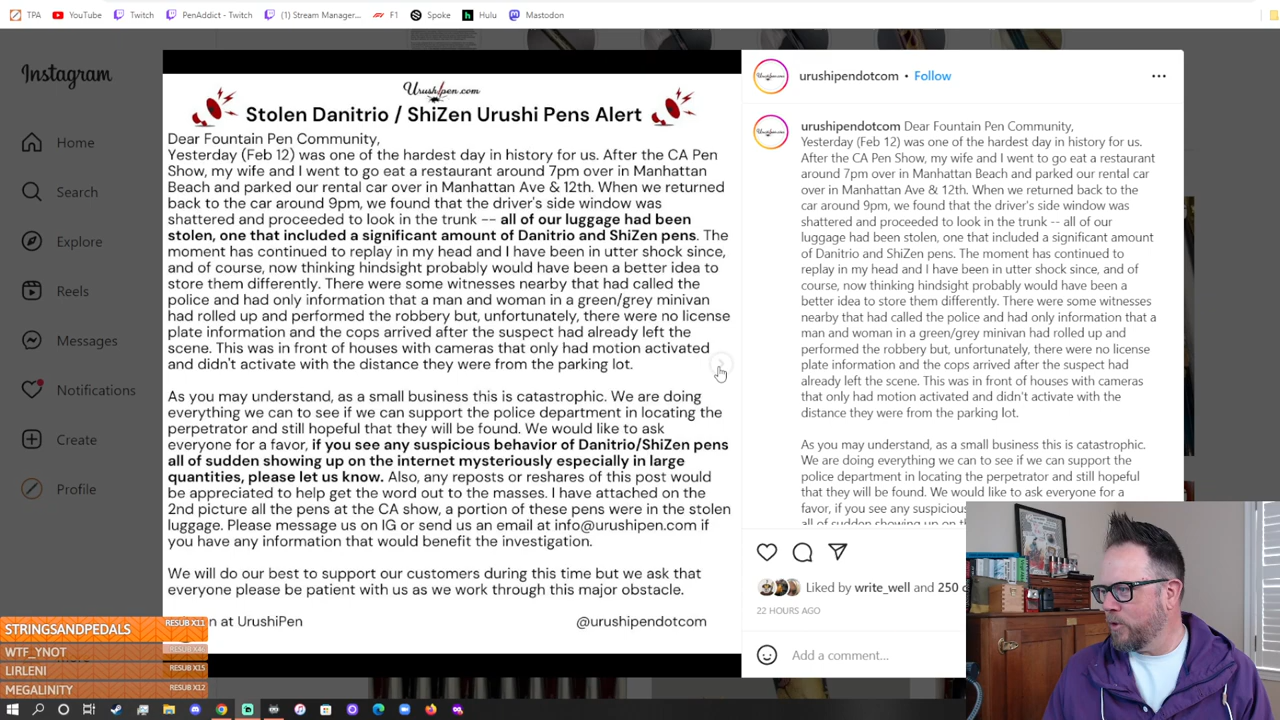 TPA
YouTube
Twitch
PenAddict - Twitch
(1) Stream Manager...
F1
Spoke
Hulu
Mastodon
Instagram
Home
Search
Explore
Reels
Messages
Notifications
Create
Profile
Urushipen.com
Stolen Danitrio / ShiZen Urushi Pens Alert
Dear Fountain Pen Community,
Yesterday (Feb 12) was one of the hardest day in history for us. After the CA Pen
Show, my wife and I went to go eat a restaurant around 7pm over in Manhattan
Beach and parked our rental car over in Manhattan Ave & 12th. When we returned
back to the car around 9pm, we found that the driver's side window was
shattered and proceeded to look in the trunk -- all of our luggage had been
stolen, one that included a significant amount of Danitrio and ShiZen pens. The
moment has continued to replay in my head and I have been in utter shock since,
and of course, now thinking hindsight probably would have been a better idea to
store them differently. There were some witnesses nearby that had called the
police and had only information that a man and woman in a green/grey minivan
had rolled up and performed the robbery but, unfortunately, there were no license
plate information and the cops arrived after the suspect had already left the
scene. This was in front of houses with cameras that only had motion activated
and didn't activate with the distance they were from the parking lot.
As you may understand, as a small business this is catastrophic. We are doing
everything we can to see if we can support the police department in locating the
perpetrator and still hopeful that they will be found. We would like to ask
everyone for a favor, if you see any suspicious behavior of Danitrio/ShiZen pens
all of sudden showing up on the internet mysteriously especially in large
quantities, please let us know. Also, any reposts or reshares of this post would
be appreciated to help get the word out to the masses. I have attached on the
2nd picture all the pens at the CA show, a portion of these pens were in the stolen
luggage. Please message us on IG or send us an email at info@urushipen.com if
you have any information that would benefit the investigation.
We will do our best to support our customers during this time but we ask that
everyone please be patient with us as we work through this major obstacle.
n at UrushiPen
@urushipendotcom
urushipendotcom • Follow
urushipendotcom Dear Fountain Pen Community,
Yesterday (Feb 12) was one of the hardest day in history for us.
After the CA Pen Show, my wife and I went to go eat a restaurant
around 7pm over in Manhattan Beach and parked our rental car
over in Manhattan Ave & 12th. When we returned back to the
car around 9pm, we found that the driver's side window was
shattered and proceeded to look in the trunk -- all of our
luggage had been stolen, one that included a significant amount
of Danitrio and ShiZen pens. The moment has continued to
replay in my head and I have been in utter shock since, and of
course, now thinking hindsight probably would have been a
better idea to store them differently. There were some witnesses
nearby that had called the police and had only information that a
man and woman in a green/grey minivan had rolled up and
performed the robbery but, unfortunately, there were no license
plate information and the cops arrived after the suspect had
already left the scene. This was in front of houses with cameras
that only had motion activated and didn't activate with the
distance they were from the parking lot.
As you may understand, as a small business this is catastrophic.
We are doing everything we can to see if we can support the
police department in locating the perpetrator and still hopeful
that they will be found. We would like to ask everyone for a
favor, if you see any suspicious
all of sudden showing up on the
Liked by write_well and 250
22 HOURS AGO
Add a comment...
STRINGSANDPEDALS RESUB X11
WTF_YNOT RESUB X46
IRLENI RESUB X15
MEGALINITY RESUB X12